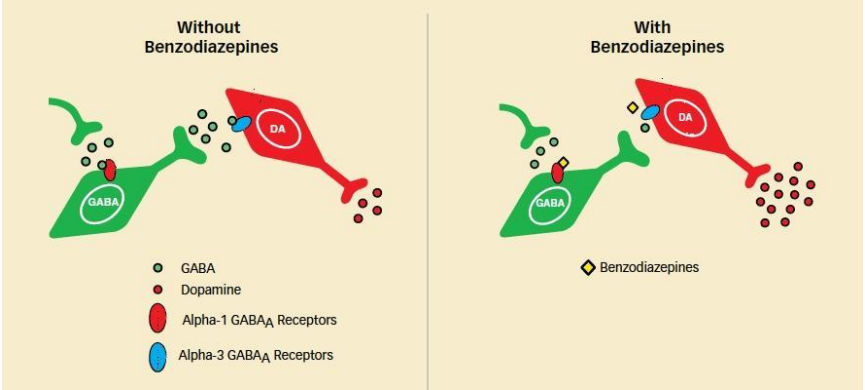 Without
Benzodiazepines
DA
GABA
GABA
Dopamine
Alpha-1 GABAA Receptors
Alpha-3 GABAA Receptors
With
Benzodiazepines
DA
GABA
Benzodiazepines